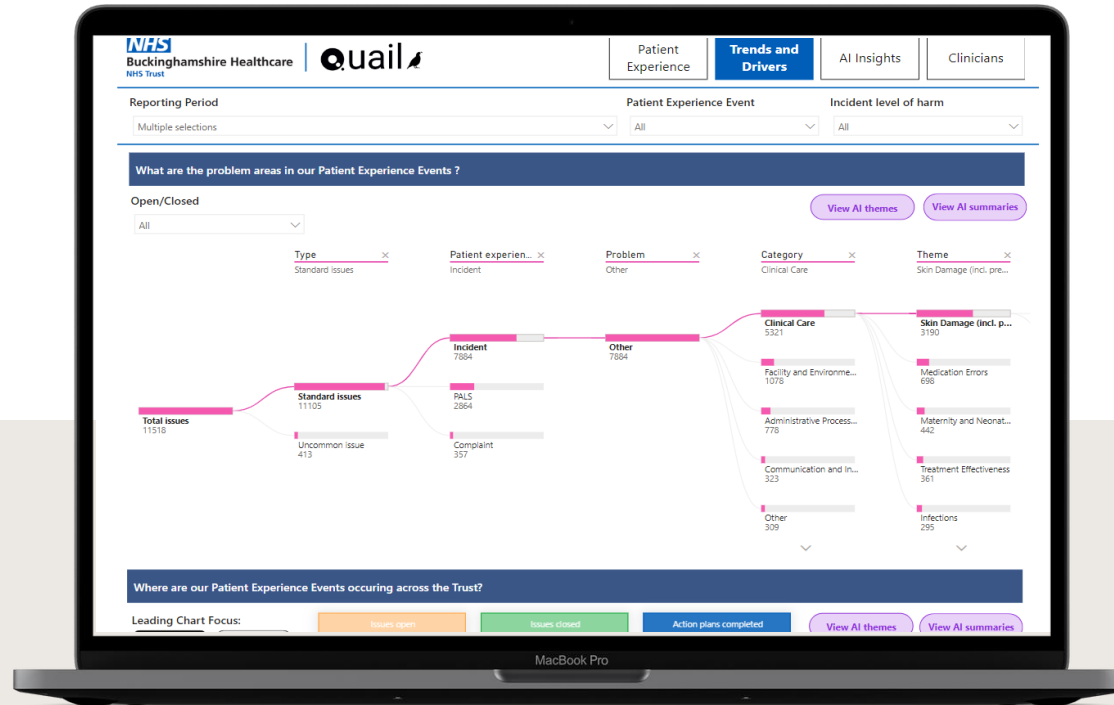 NHS
Buckinghamshire Healthcare
NHS Trust
Quail
Patient Experience
Trends and Drivers
AI Insights
Clinicians
Reporting Period
Patient Experience Event
Incident level of harm
Multiple selections
All
All
What are the problem areas in our Patient Experience Events ?
Open/Closed
View AI themes
View AI summaries
All
Type
Patient experien...
Problem
Category
Theme
Standard issues
Incident
Other
Clinical Care
Skin Damage (incl. pre...
Clinical Care
5321
Skin Damage (incl. p...
3190
Incident
7884
Other
7884
Facility and Environme...
1078
Medication Errors
698
Standard issues
11105
PALS
2864
Total issues
11518
Administrative Process...
778
Maternity and Neonat...
442
Uncommon issue
413
Complaint
357
Communication and In...
323
Treatment Effectiveness
361
Other
309
Infections
295
Where are our Patient Experience Events occuring across the Trust?
Leading Chart Focus:
Issues open
Issues closed
Action plans completed
View AI themes
View AI summaries
MacBook Pro